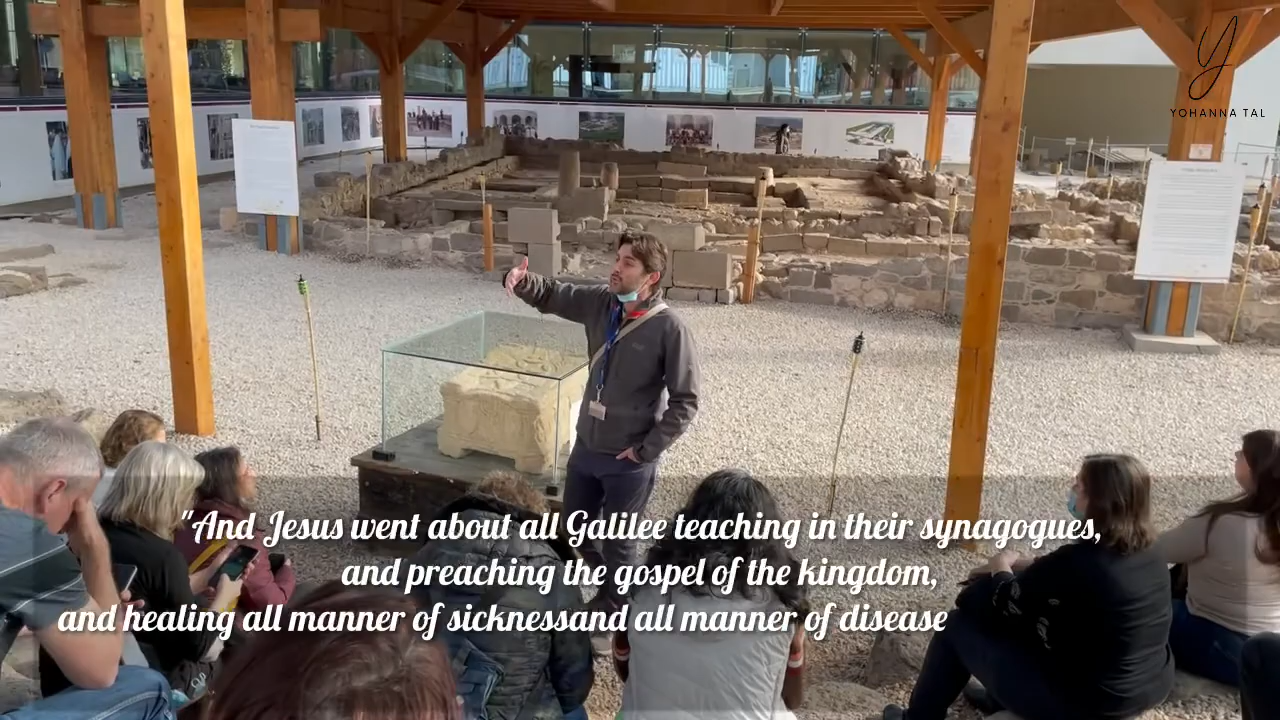 YOHANNA TAL
"And Jesus went about all Galilee teaching in their synagogues,
and preaching the gospel of the kingdom,
and healing all manner of sicknessand all manner of disease